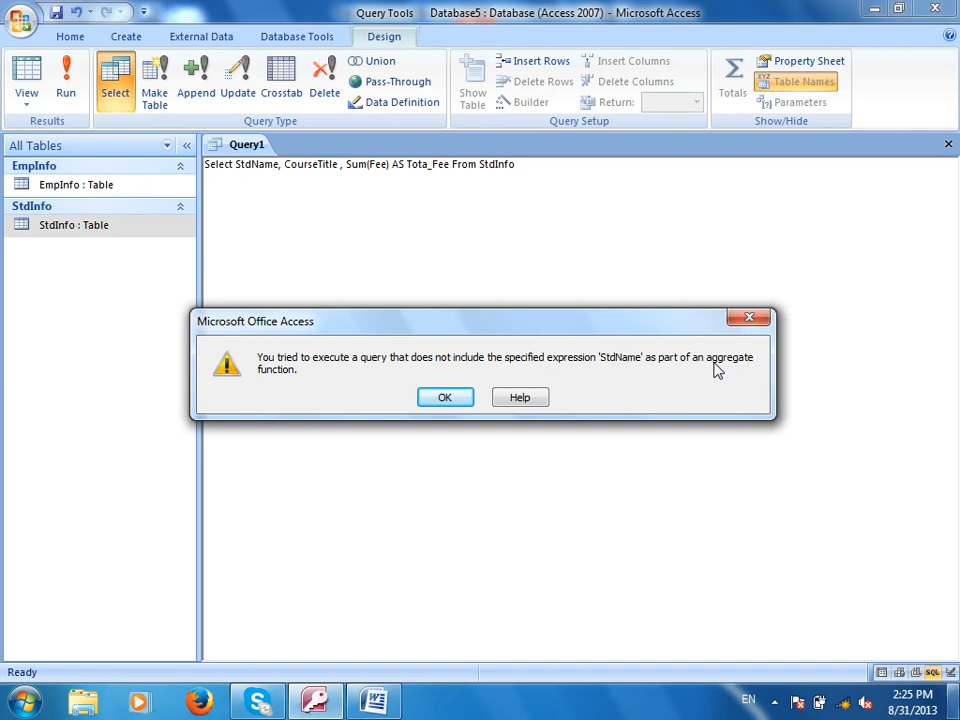 Query Tools
Database5 : Database (Access 2007) - Microsoft Access
Home
Create
External Data
Database Tools
Design
View
Run
Results
Select
Make Table
Append
Update
Crosstab
Delete
Union
Pass-Through
Data Definition
Query Type
Show Table
Insert Rows
Delete Rows
Builder
Insert Columns
Delete Columns
Return:
Query Setup
Totals
Property Sheet
Table Names
Parameters
Show/Hide
All Tables
EmpInfo
EmpInfo : Table
StdInfo
StdInfo : Table
Query1
Select StdName, CourseTitle , Sum(Fee) AS Tota_Fee From StdInfo
Microsoft Office Access
You tried to execute a query that does not include the specified expression 'StdName' as part of an aggregate
function.
OK
Help
Ready
SQL
EN
2:25 PM
8/31/2013